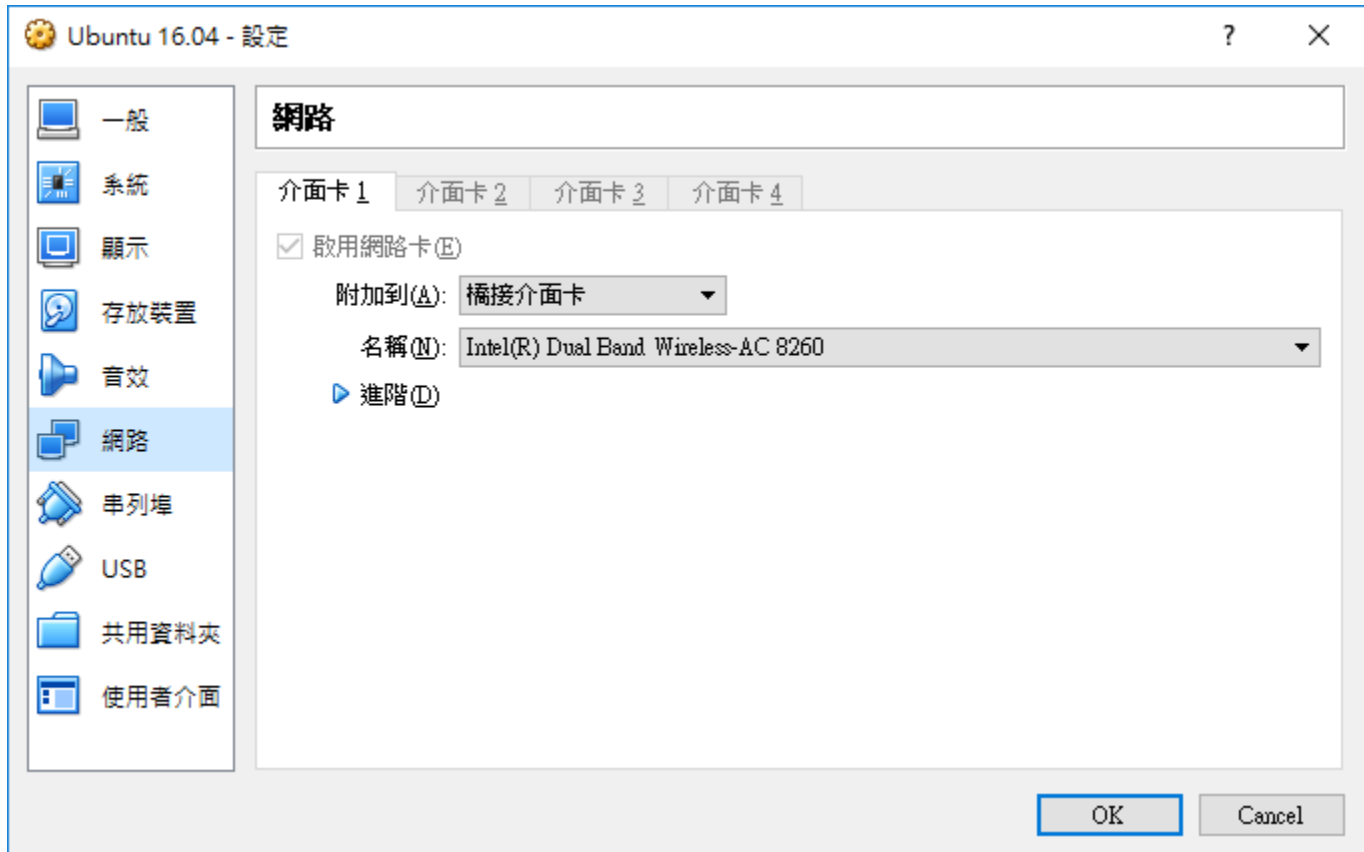 Ubuntu 16.04 - 設定
?
一般
系統
顯示
存放裝置
音效
網路
串列埠
USB
共用資料夾
使用者介面
網路
介面卡 1 介面卡 2 介面卡 3 介面卡 4
啟用網路卡(E)
附加到(A): 橋接介面卡
名稱(N): Intel(R) Dual Band Wireless-AC 8260
進階(D)
OK Cancel